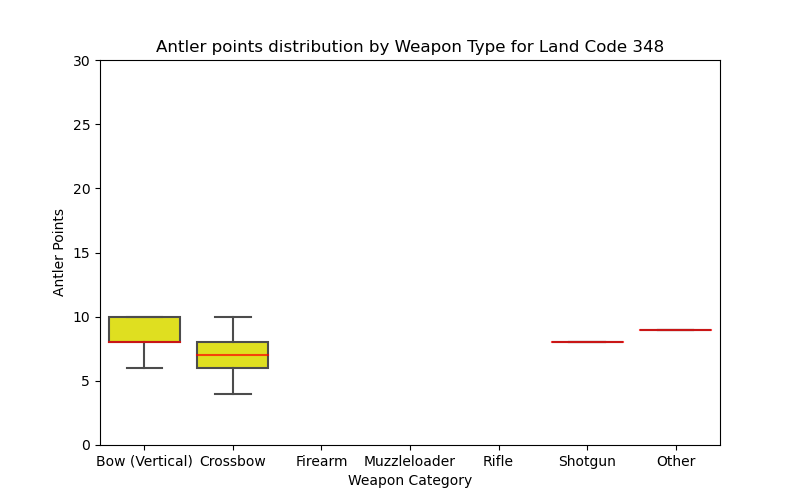 Antler points distribution by Weapon Type for Land Code 348
30
25
20
15
10
5
0
Antler Points
Bow (Vertical) Crossbow Firearm Muzzleloader Rifle Shotgun Other
Weapon Category